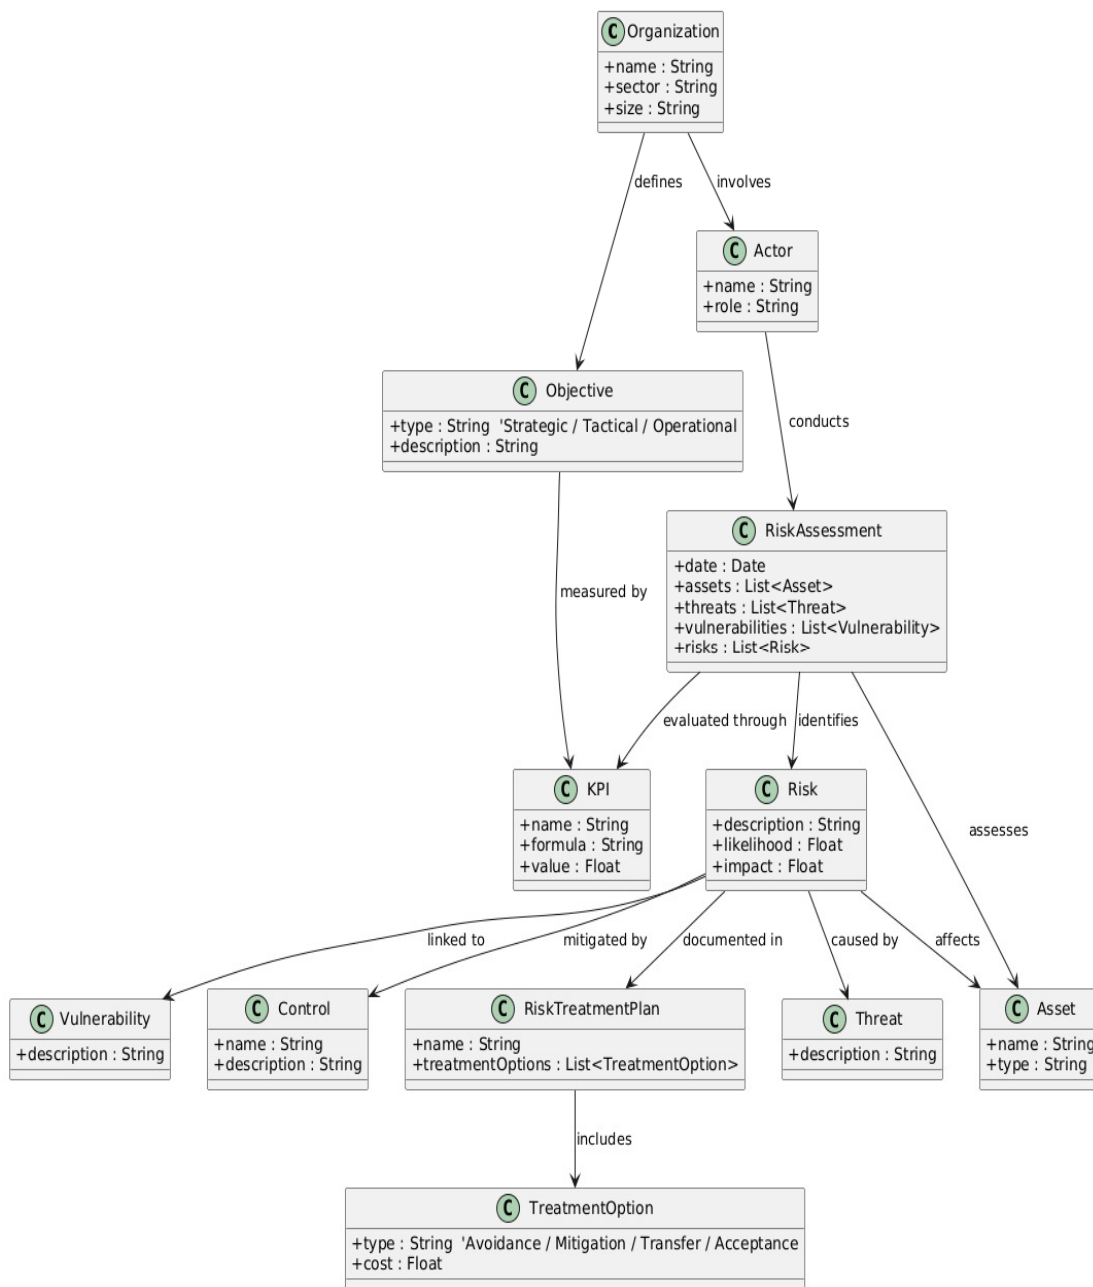 C Organization
+name : String
+sector : String
+size : String
defines
involves
C Actor
+name : String
+role : String
C Objective
+type : String 'Strategic / Tactical / Operational
+description : String
conducts
C RiskAssessment
+date : Date
+assets : List<Asset>
+threats : List<Threat>
+vulnerabilities : List<Vulnerability>
+risks : List<Risk>
measured by
evaluated through
identifies
assesses
C KPI
+name : String
+formula : String
+value : Float
C Risk
+description : String
+likelihood : Float
+impact : Float
linked to
mitigated by
documented in
caused by
affects
C Vulnerability
+description : String
C Control
+name : String
+description : String
C RiskTreatmentPlan
+name : String
+treatmentOptions : List<TreatmentOption>
C Threat
+description : String
C Asset
+name : String
+type : String
includes
C TreatmentOption
+type : String 'Avoidance / Mitigation / Transfer / Acceptance
+cost : Float